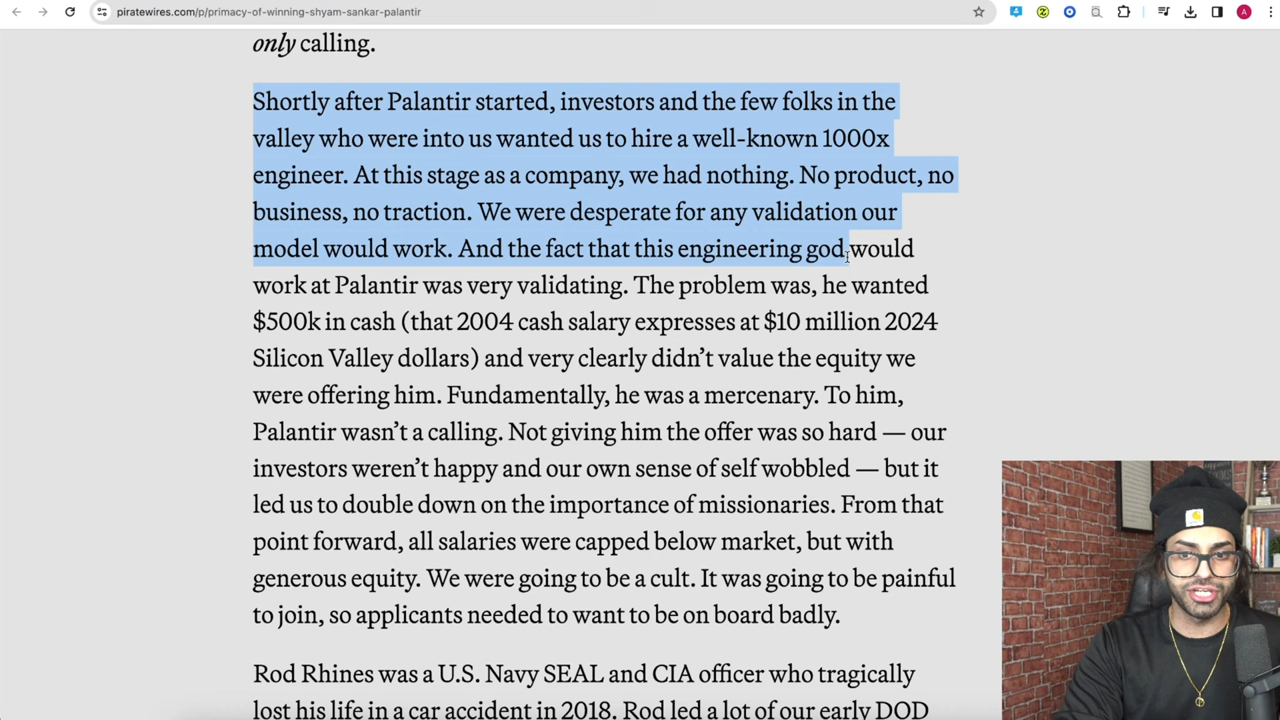 piratewires.com/p/primacy-of-winning-shyam-sankar-palantir
only calling.
Shortly after Palantir started, investors and the few folks in the
valley who were into us wanted us to hire a well-known 1000x
engineer. At this stage as a company, we had nothing. No product, no
business, no traction. We were desperate for any validation our
model would work. And the fact that this engineering god would
work at Palantir was very validating. The problem was, he wanted
$500k in cash (that 2004 cash salary expresses at $10 million 2024
Silicon Valley dollars) and very clearly didn’t value the equity we
were offering him. Fundamentally, he was a mercenary. To him,
Palantir wasn’t a calling. Not giving him the offer was so hard — our
investors weren’t happy and our own sense of self wobbled — but it
led us to double down on the importance of missionaries. From that
point forward, all salaries were capped below market, but with
generous equity. We were going to be a cult. It was going to be painful
to join, so applicants needed to want to be on board badly.
Rod Rhines was a U.S. Navy SEAL and CIA officer who tragically
lost his life in a car accident in 2018. Rod led a lot of our early DOD